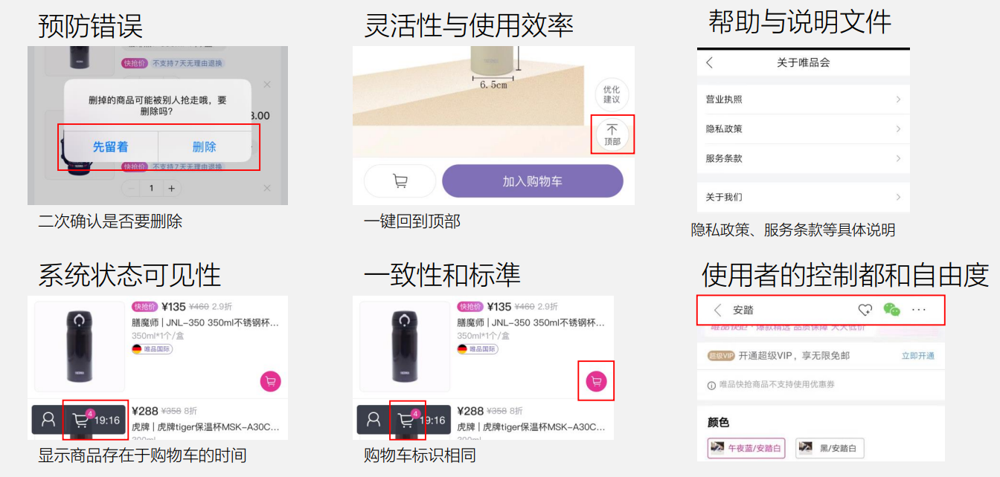 预防错误
快抢价 不支持7天无理由退换
删掉的商品可能被别人抢走哦，要
删除吗?
8.00
先留着 删除
快抢价 不支持7天无理由退换
1 +
二次确认是否要删除
灵活性与使用效率
6.5cm
优化
建议
顶部
加入购物车
一键回到顶部
帮助与说明文件
关于唯品会
营业执照
隐私政策
服务条款
关于我们
隐私政策、服务条款等具体说明
系统状态可见性
快抢价 ¥135 ¥460 2.9折
膳魔师 | JNL-350 350ml不锈钢杯...
350ml*1个/盒
唯品国际
4
19:16
¥288 ¥358 8折
虎牌 | 虎牌tiger保温杯MSK-A30C...
显示商品存在于购物车的时间
一致性和标準
快抢价 ¥135 ¥460 2.9折
膳魔师 | JNL-350 350ml不锈钢杯...
350ml*1个/盒
唯品国际
4
19:16
¥288 ¥358 8折
虎牌 | 虎牌tiger保温杯MSK-A30C...
购物车标识相同
使用者的控制都和自由度
安踏
超级VIP 开通超级VIP，享无限免邮 立即开通
唯品快抢商品不支持使用优惠券
颜色
午夜蓝/安踏白 黑/安踏白